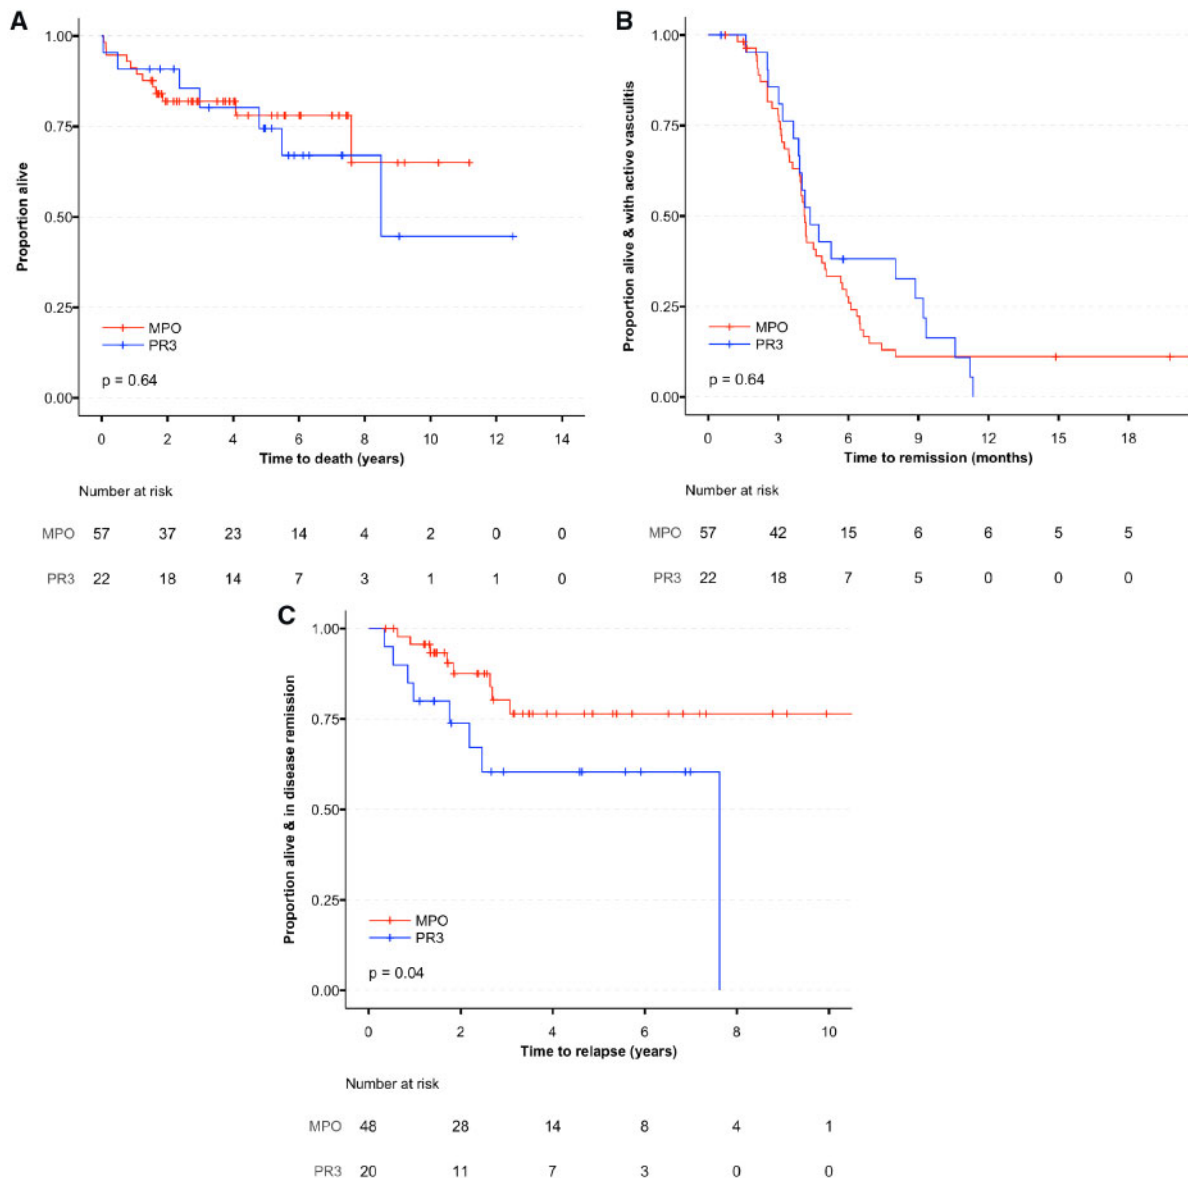 A
Proportion alive
1.00
0.75
0.50
0.25
0.00
MPO
PR3
p = 0.64
0 2 4 6 8 10 12 14
Time to death (years)
Number at risk
MPO 57 37 23 14 4 2 0 0
PR3 22 18 14 7 3 1 1 0
B
Proportion alive & with active vasculitis
1.00
0.75
0.50
0.25
0.00
MPO
PR3
p = 0.64
0 3 6 9 12 15 18
Time to remission (months)
Number at risk
MPO 57 42 15 6 6 5 5
PR3 22 18 7 5 0 0 0
C
Proportion alive & in disease remission
1.00
0.75
0.50
0.25
0.00
MPO
PR3
p = 0.04
0 2 4 6 8 10
Time to relapse (years)
Number at risk
MPO 48 28 14 8 4 1
PR3 20 11 7 3 0 0